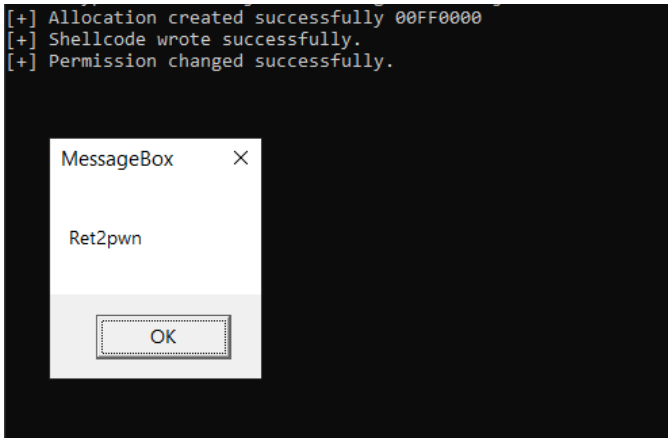 [+] Allocation created successfully 00FF0000
[+] Shellcode wrote successfully.
[+] Permission changed successfully.
MessageBox
Ret2pwn
OK